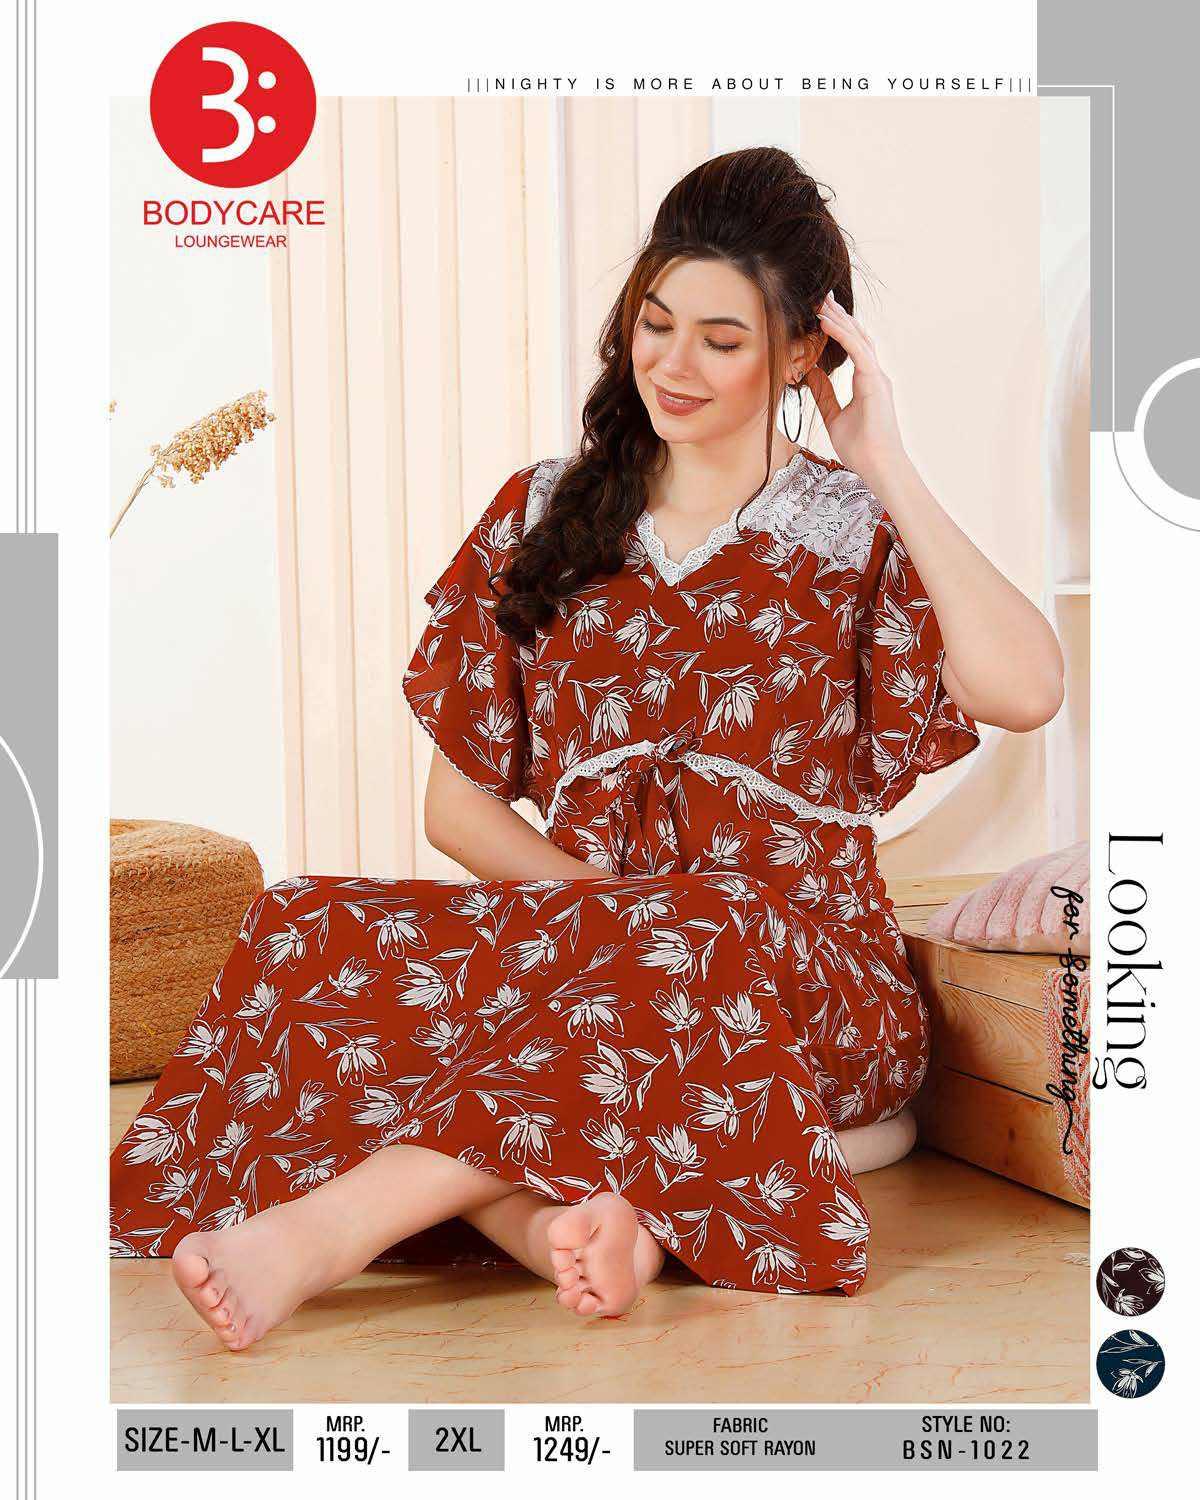 |||NIGHTY IS MORE ABOUT BEING YOURSELF|||
B:
BODYCARE
LOUNGEWEAR
Looking
for Something
SIZE-M-L-XL
MRP.
1199/-
2XL
MRP.
1249/-
FABRIC
SUPER SOFT RAYON
STYLE NO:
BSN-1022